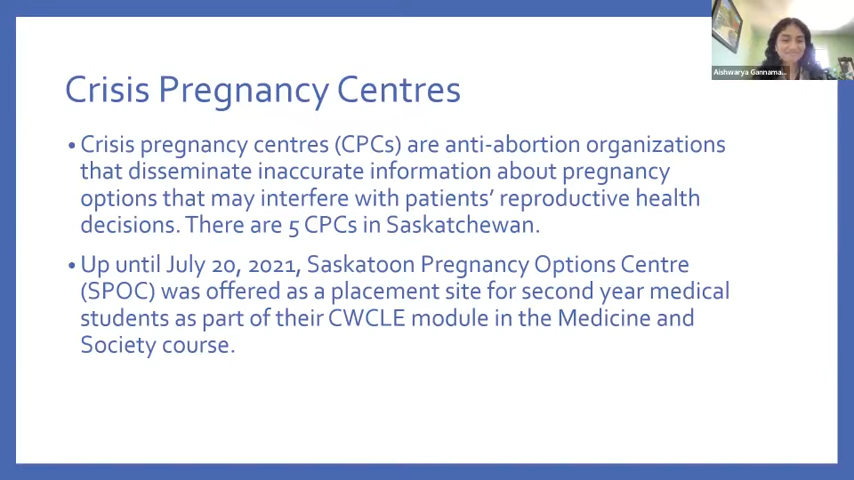 Crisis Pregnancy Centres
• Crisis pregnancy centres (CPCs) are anti-abortion organizations
that disseminate inaccurate information about pregnancy
options that may interfere with patients' reproductive health
decisions. There are 5 CPCs in Saskatchewan.
• Up until July 20, 2021, Saskatoon Pregnancy Options Centre
(SPOC) was offered as a placement site for second year medical
students as part of their CWCLE module in the Medicine and
Society course.
Aishwarya Gannama...